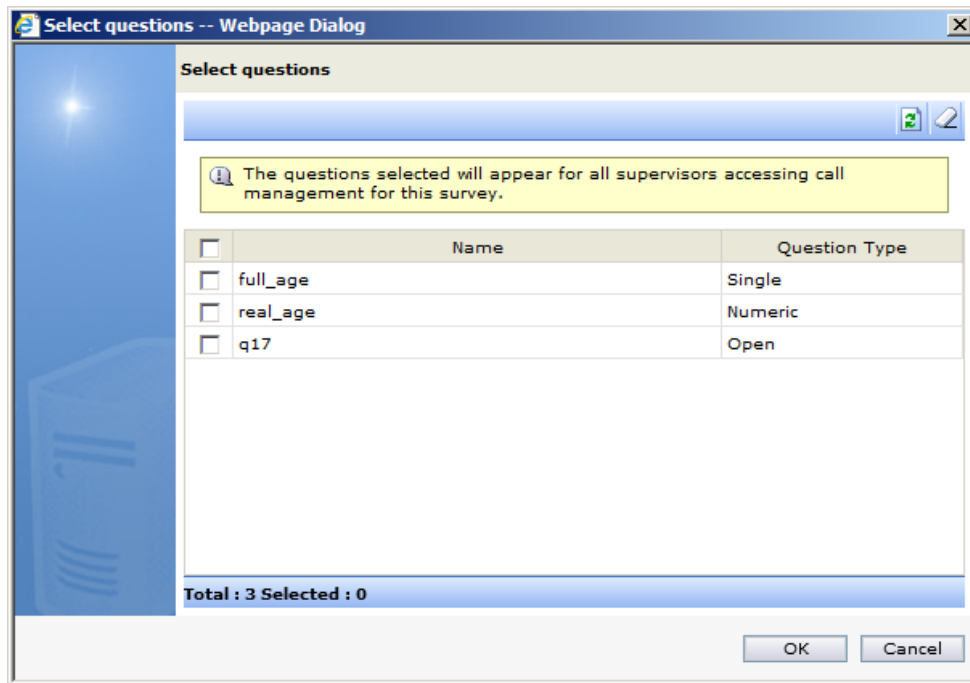 Select questions -- Webpage Dialog
Select questions
The questions selected will appear for all supervisors accessing call
management for this survey.
Name Question Type
full_age Single
real_age Numeric
q17 Open
Total : 3 Selected : 0
OK Cancel